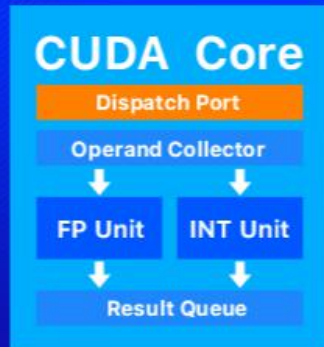 CUDA Core
Dispatch Port
Operand Collector
FP Unit INT Unit
Result Queue